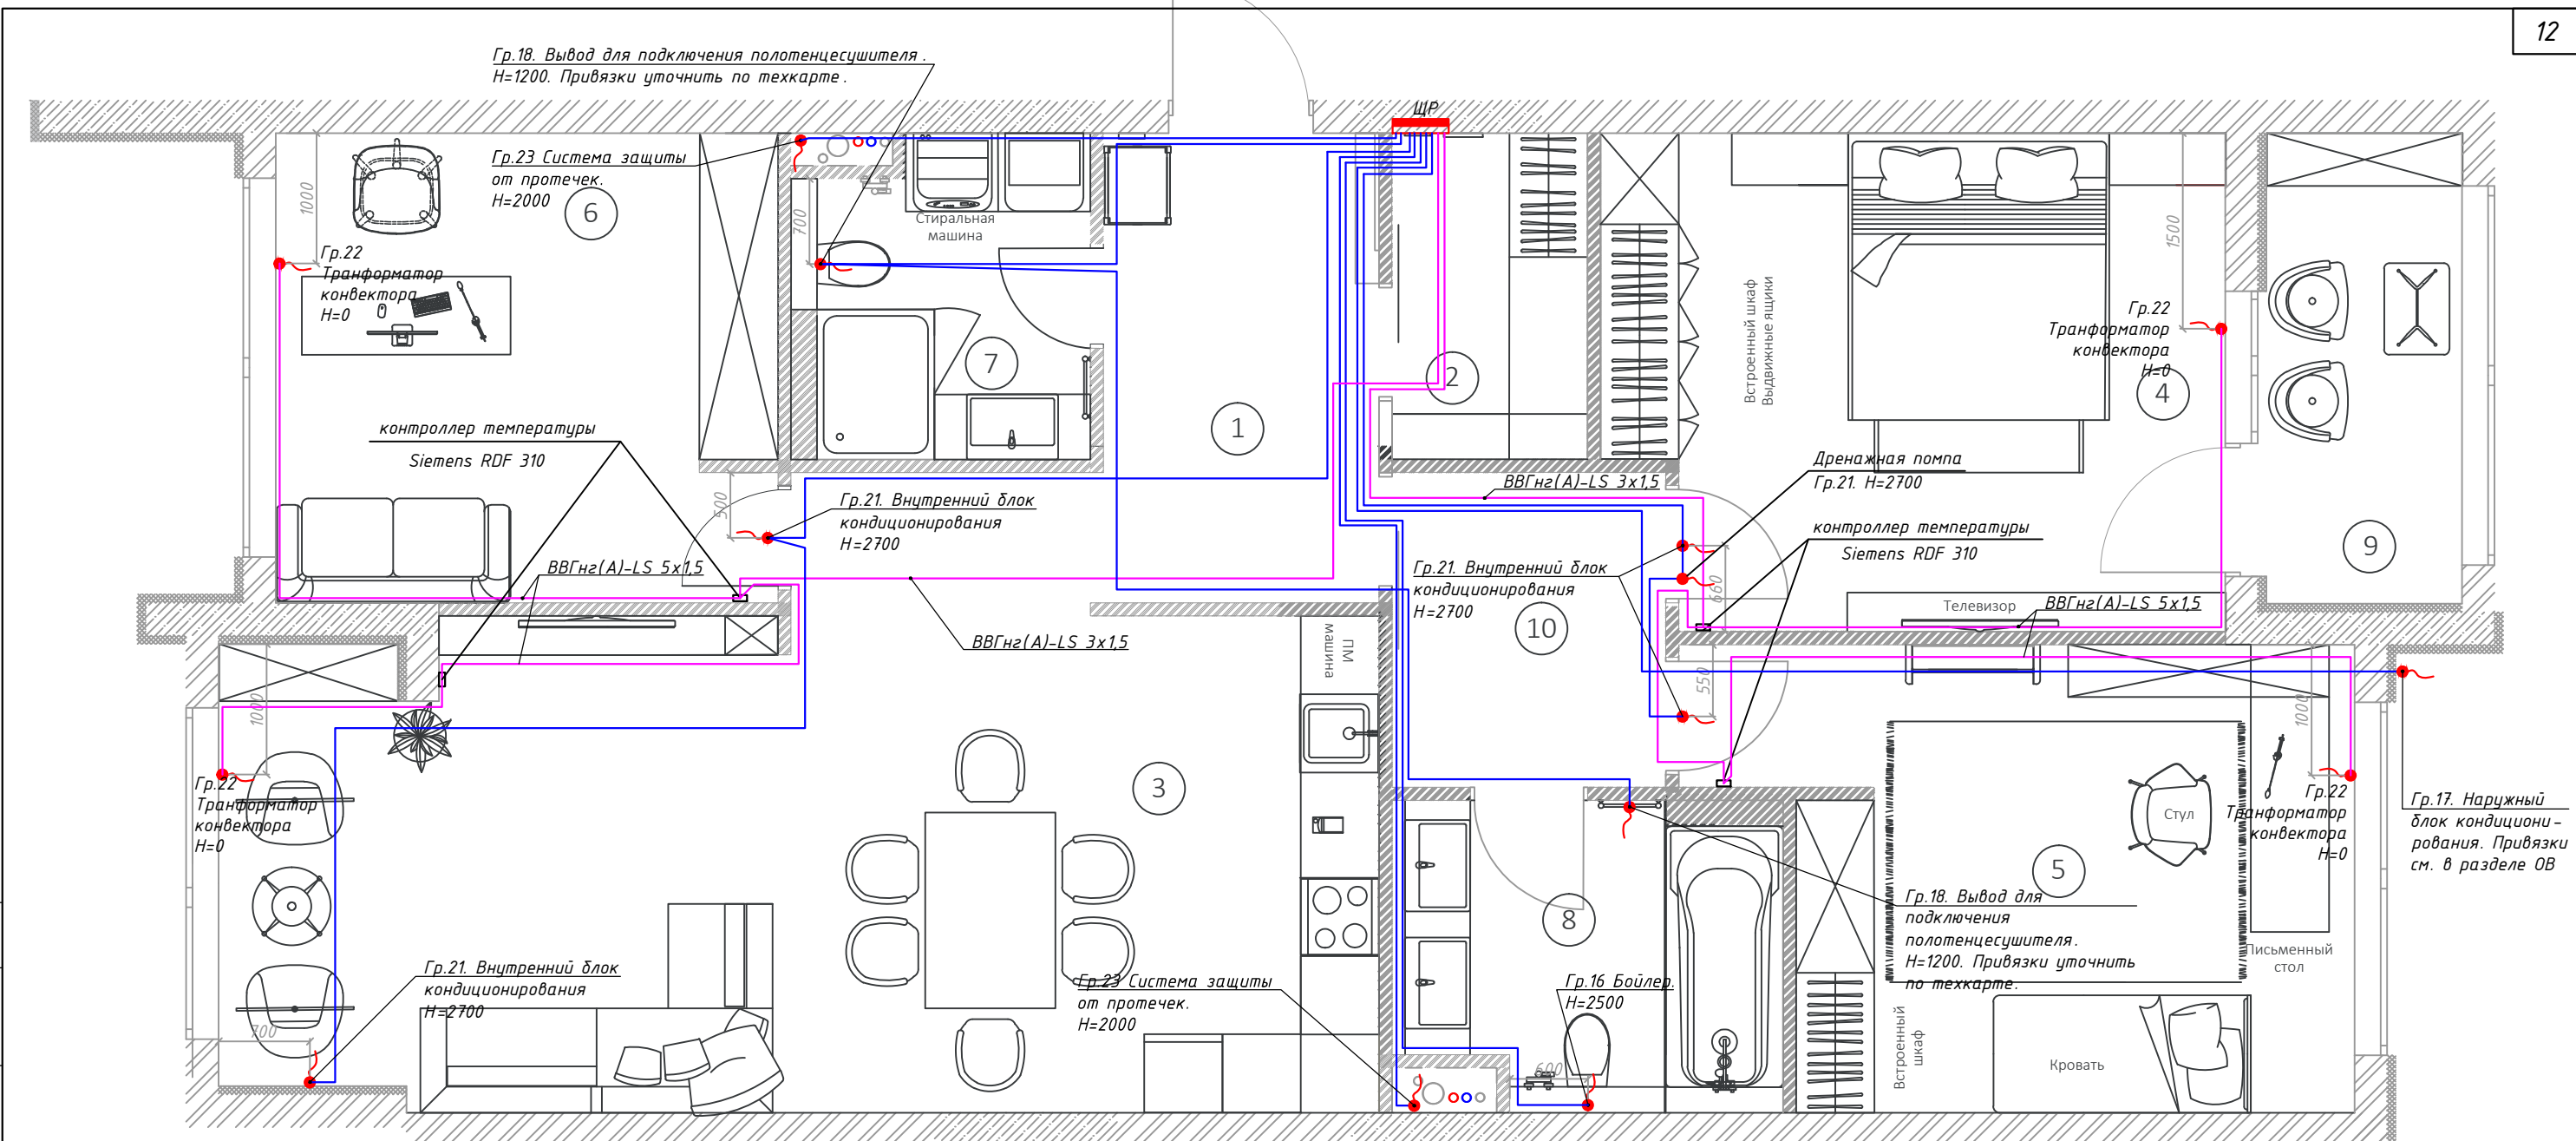 12
Гр.18. Вывод для подключения полотенцесушителя.
Н=1200. Привязки уточнить по техкарте.
ЩР
Гр.23 Система защиты
от протечек.
Н=2000
6
1000
700
Стиральная
машина
1500
Гр.22
Транформатор
конвектора
Н=0
7
2
1
Встроенный шкаф
Выдвижные ящики
Гр.22
Транформатор
конвектора
Н=0
4
контроллер температуры
Siemens RDF 310
500
Гр.21. Внутренний блок
кондиционирования
Н=2700
ВВГнг(А)-LS 3х1,5
Дренажная помпа
Гр.21. Н=2700
контроллер температуры
Siemens RDF 310
9
ВВГнг(А)-LS 5х1,5
Гр.21. Внутренний блок
кондиционирования
Н=2700
660
10
Телевизор
ВВГнг(А)-LS 5х1,5
ВВГнг(А)-LS 3х1,5
ПМ
машина
550
1000
1000
Гр.22
Транформатор
конвектора
Н=0
3
Стул
Гр.22
Транформатор
конвектора
Н=0
Гр.17. Наружный
блок кондициони-
рования. Привязки
см. в разделе ОВ
5
8
Гр.18. Вывод для
подключения
полотенцесушителя.
Н=1200. Привязки уточнить
по техкарте.
Письменный
стол
Гр.21. Внутренний блок
кондиционирования
Н=2700
700
Гр.23 Система защиты
от протечек.
Н=2000
Гр.16 Бойлер.
Н=2500
600
Встроенный
шкаф
Кровать